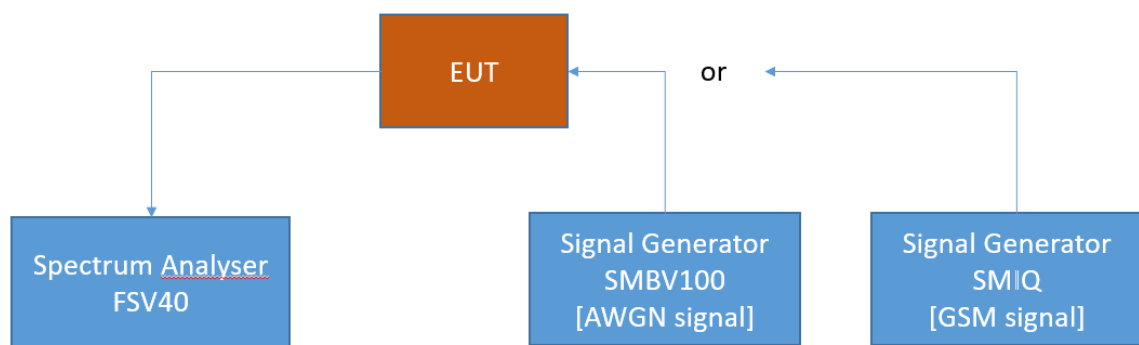 EUT
or
Spectrum Analyser
FSV40
Signal Generator
SMBV100
[AWGN signal]
Signal Generator
SMIQ
[GSM signal]